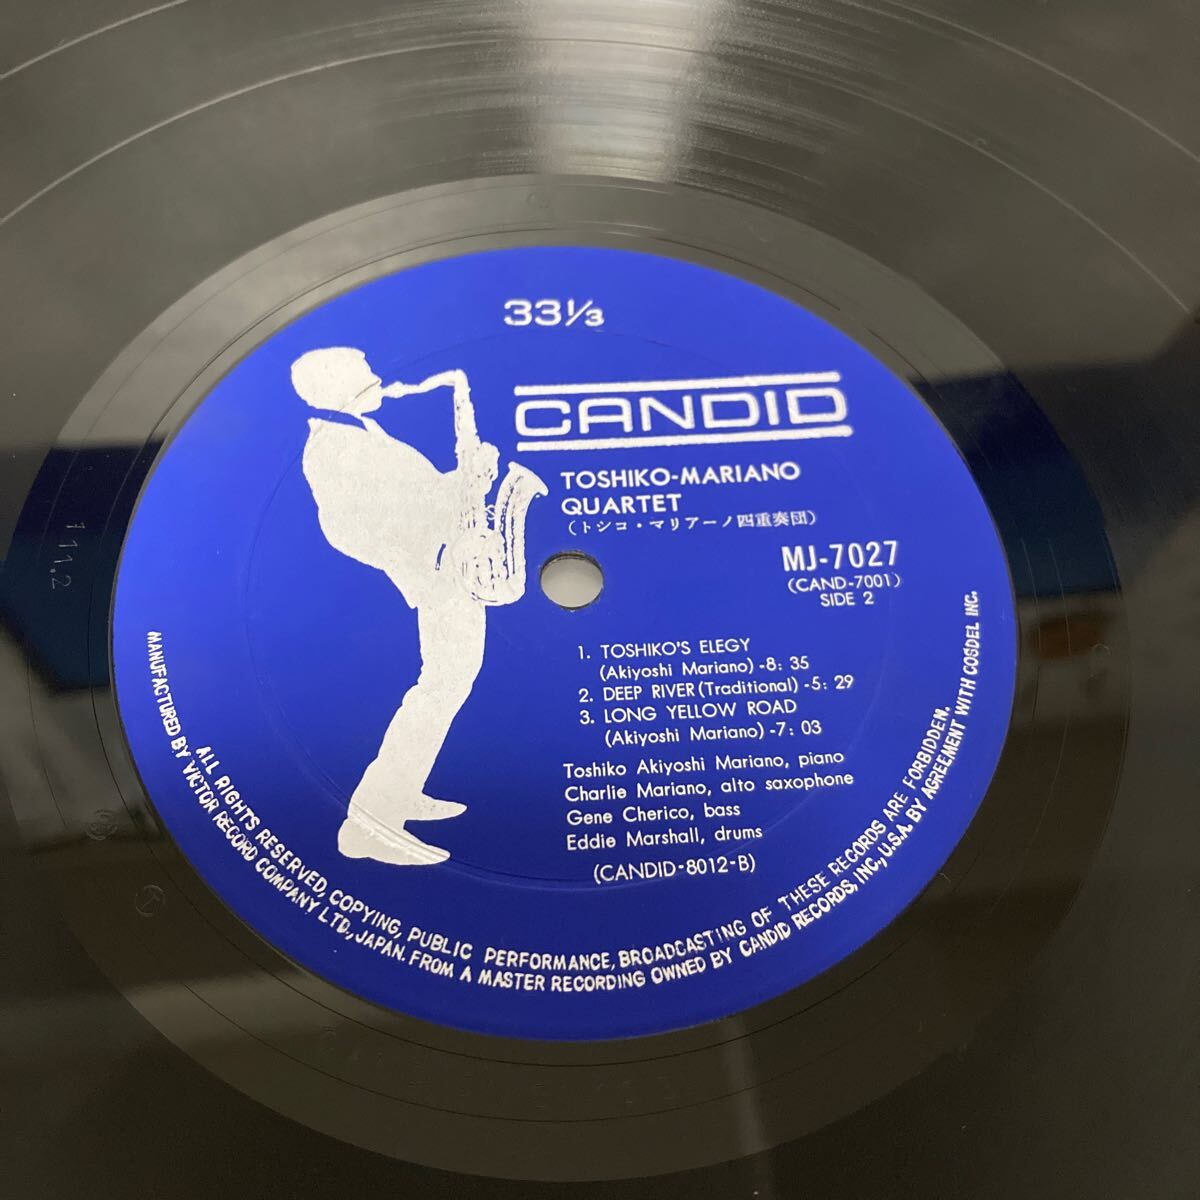 33⅓
CANDID
TOSHIKO-MARIANO
QUARTET
(トシコ・マリアーノ四重奏団)
MJ-7027
(CAND-7001)
SIDE 2
1. TOSHIKO'S ELEGY
(Akiyoshi Mariano) -8: 35
2. DEEP RIVER (Traditional) -5: 29
3. LONG YELLOW ROAD
(Akiyoshi Mariano) -7: 03
Toshiko Akiyoshi Mariano, piano
Charlie Mariano, alto saxophone
Gene Cherico, bass
Eddie Marshall, drums
(CANDID-8012-B)
ALL RIGHTS RESERVED, COPYING, PUBLIC PERFORMANCE, BROADCASTING OF THESE RECORDS ARE FORBIDDEN.
MANUFACTURED BY VICTOR RECORD COMPANY LTD., JAPAN. FROM A MASTER RECORDING OWNED BY CANDID RECORDS, INC., U.S.A. BY AGREEMENT WITH COSDEL INC.
111.2